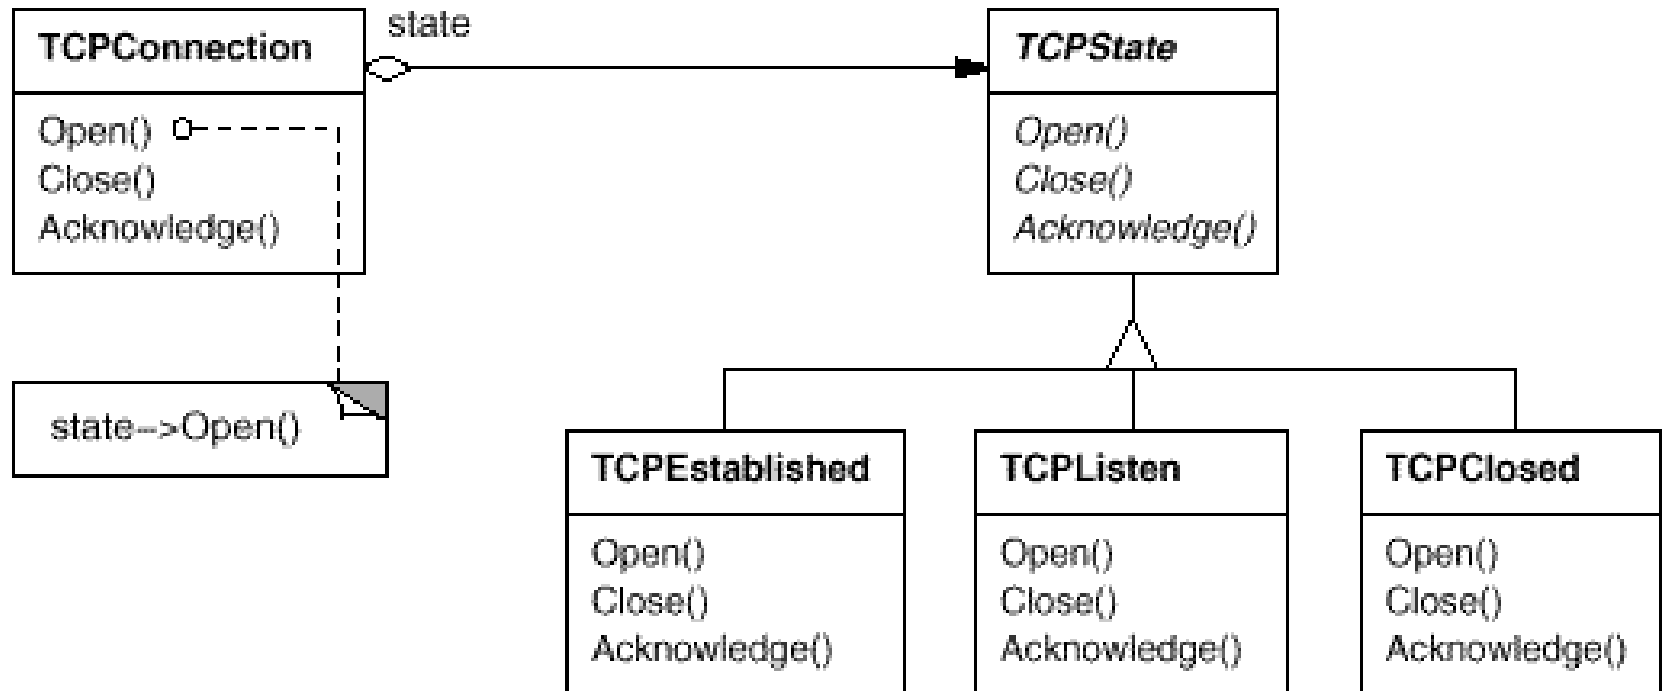 state
TCPConnection
Open()
Close()
Acknowledge()
state-->Open()
TCPState
Open()
Close()
Acknowledge()
TCPEstablished
Open()
Close()
Acknowledge()
TCPListen
Open()
Close()
Acknowledge()
TCPClosed
Open()
Close()
Acknowledge()